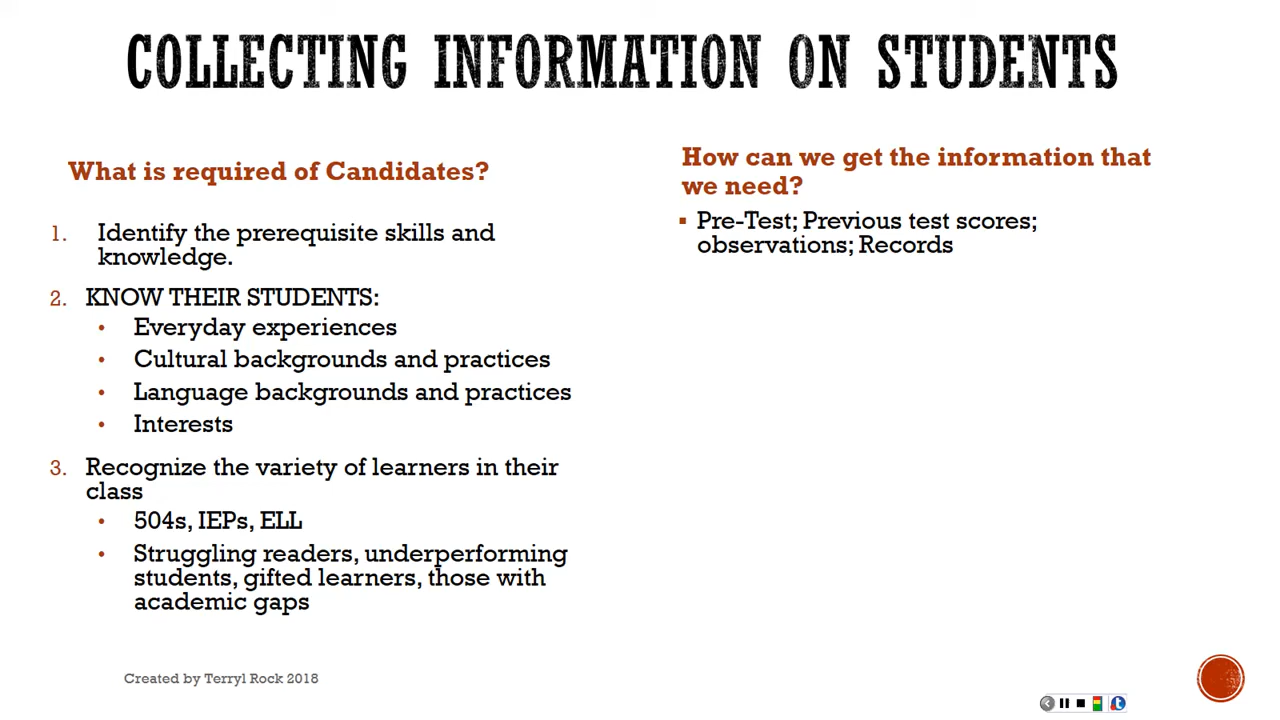 COLLECTING INFORMATION ON STUDENTS
What is required of Candidates?
1. Identify the prerequisite skills and
knowledge.
2. KNOW THEIR STUDENTS:
• Everyday experiences
• Cultural backgrounds and practices
• Language backgrounds and practices
• Interests
3. Recognize the variety of learners in their
class
• 504s, IEPs, ELL
• Struggling readers, underperforming
students, gifted learners, those with
academic gaps
How can we get the information that
we need?
▪ Pre-Test; Previous test scores;
observations; Records
Created by Terryl Rock 2018
t